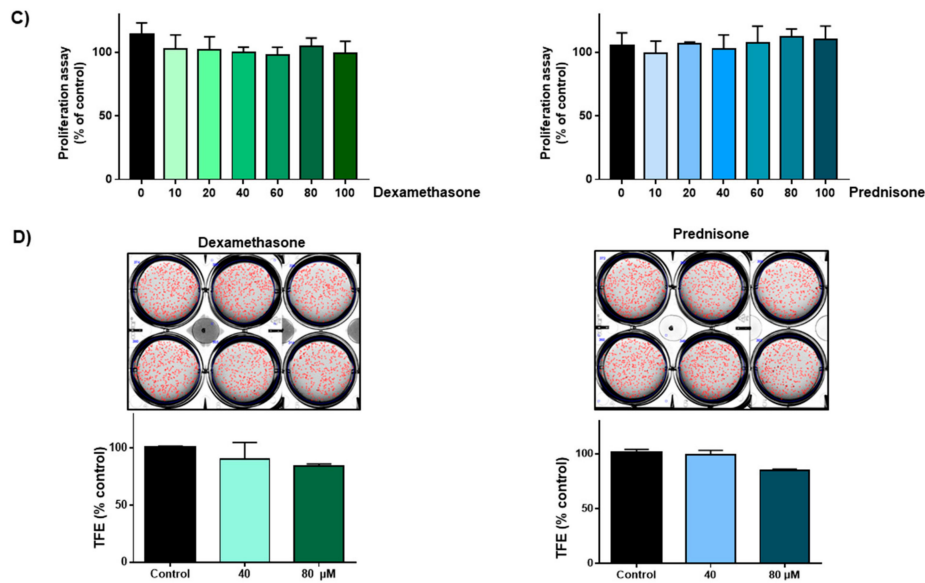 C)
Proliferation assay
(% of control)
100
50
0
0 10 20 40 60 80 100 Dexamethasone
Proliferation assay
(% of control)
100
50
0
0 10 20 40 60 80 100 Prednisone
D)
Dexamethasone
Prednisone
TFE (% control)
100
50
0
Control 40 80 µM
TFE (% control)
100
50
0
Control 40 80 µM